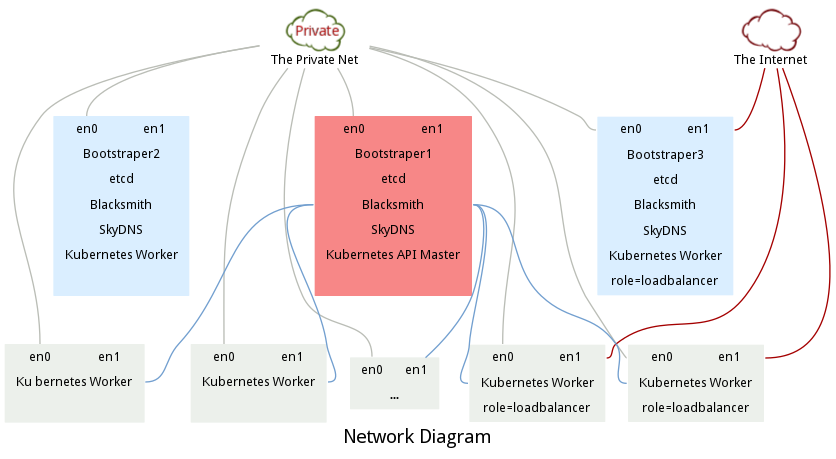 Private
The Private Net
The Internet
en0 en1
Bootstraper2
etcd
Blacksmith
SkyDNS
Kubernetes Worker
en0 en1
Bootstraper1
etcd
Blacksmith
SkyDNS
Kubernetes API Master
en0 en1
Bootstraper3
etcd
Blacksmith
SkyDNS
Kubernetes Worker
role=loadbalancer
en0 en1
Ku bernetes Worker
en0 en1
Kubernetes Worker
en0 en1
...
en0 en1
Kubernetes Worker
role=loadbalancer
en0 en1
Kubernetes Worker
role=loadbalancer
Network Diagram